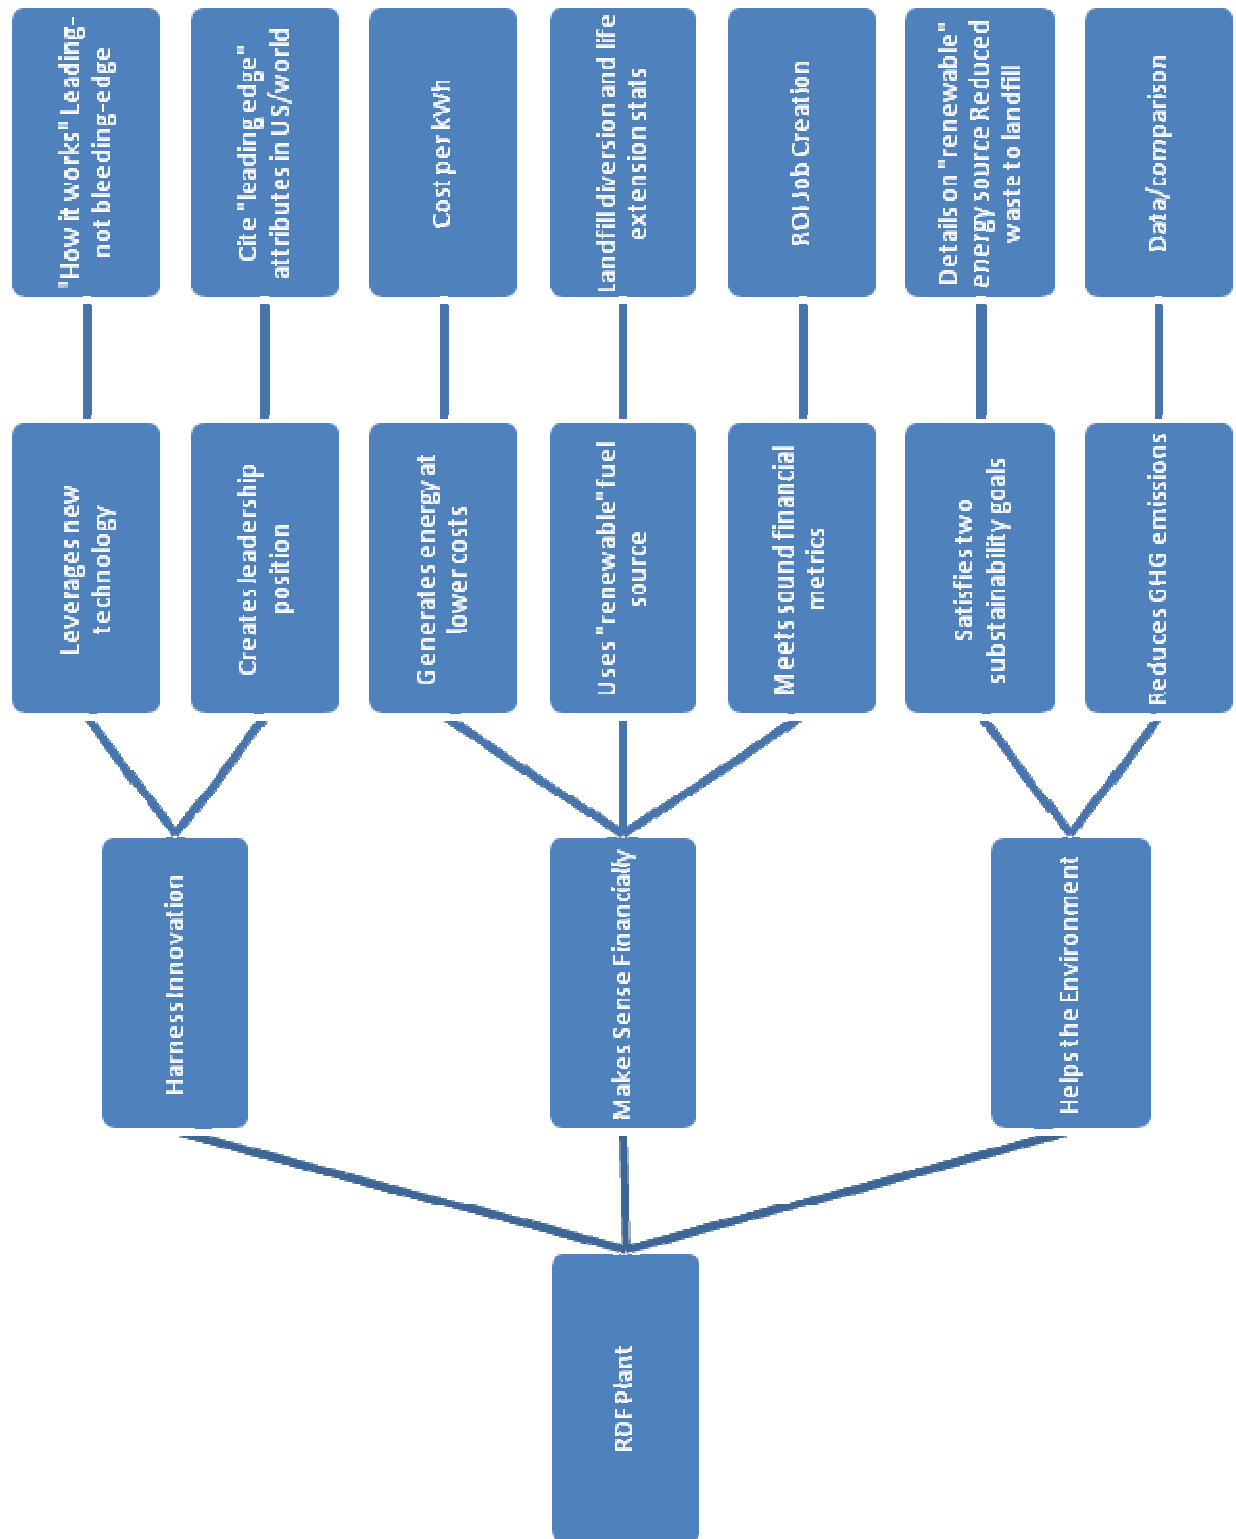 RDF Plant
Harness Innovation
Leverages new
technology
"How it works" Leading-
not bleeding-edge
Creates leadership
position
Cite "leading edge"
attributes in US/world
Makes Sense Financially
Generates energy at
lower costs
Cost per kWh
Uses "renewable" fuel
source
Landfill diversion and life
extension stats
Meets sound financial
metrics
ROI Job Creation
Helps the Environment
Satisfies two
substainability goals
Details on "renewable"
energy source Reduced
waste to landfill
Reduces GHG emissions
Data/comparison